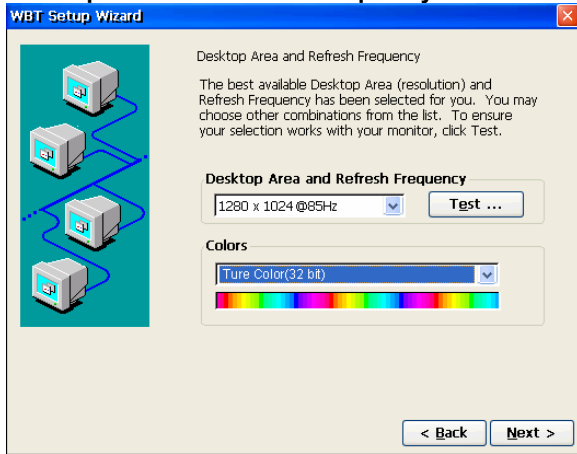 WBT Setup Wizard
Desktop Area and Refresh Frequency
The best available Desktop Area (resolution) and
Refresh Frequency has been selected for you. You may
choose other combinations from the list. To ensure
your selection works with your monitor, click Test.
Desktop Area and Refresh Frequency
1280 x 1024 @85Hz
Test ...
Colors
Ture Color(32 bit)
< Back
Next >